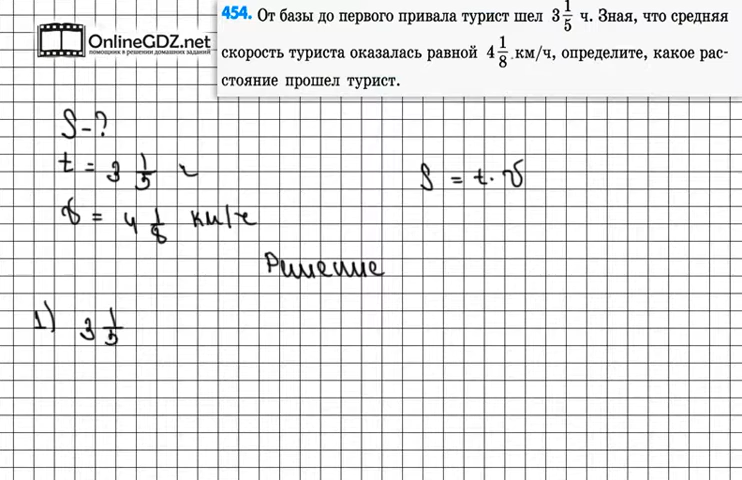 OnlineGDZ.net
помощник в решении домашних заданий
454. От базы до первого привала турист шел 3 1/5 ч. Зная, что средняя
скорость туриста оказалась равной 4 1/8 км/ч, определите, какое рас-
стояние прошел турист.
S - ?
t = 3 1/5 ч
S = t · v
v = 4 1/8 км/ч
Решение
1) 3 1/5